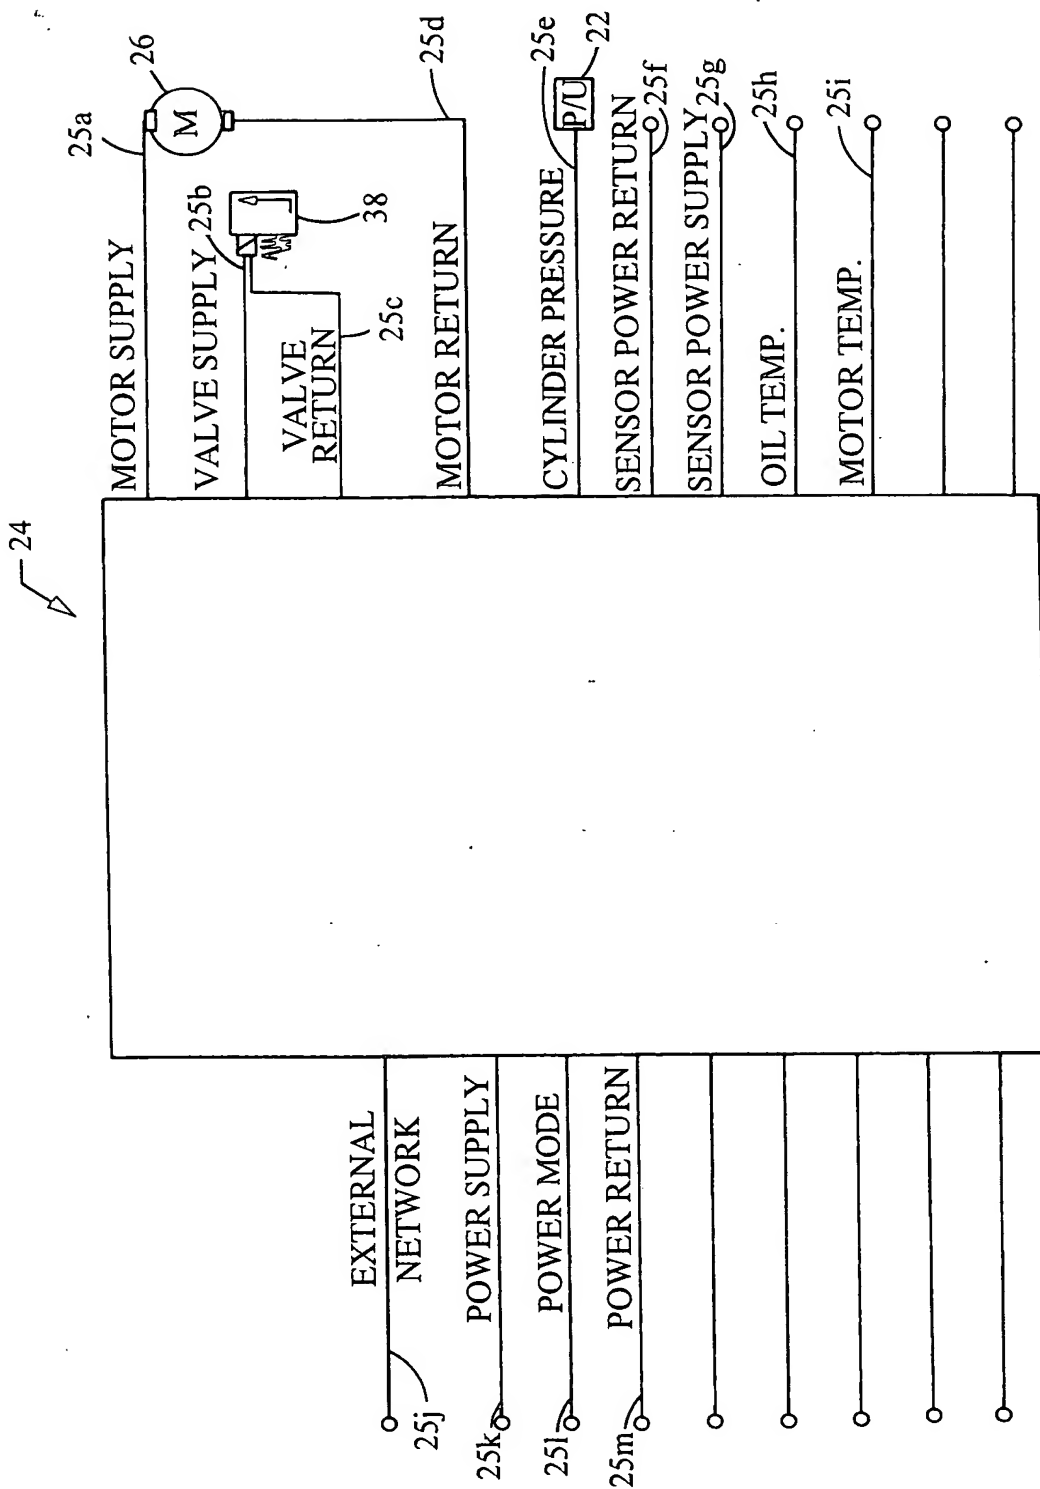 24
MOTOR SUPPLY
25a
26
M
VALVE SUPPLY
25b
38
VALVE
RETURN
25c
MOTOR RETURN
25d
CYLINDER PRESSURE
25e
P/U
22
SENSOR POWER RETURN
25f
SENSOR POWER SUPPLY
25g
OIL TEMP.
25h
MOTOR TEMP.
25i
EXTERNAL
NETWORK
25j
POWER SUPPLY
25k
POWER MODE
25l
POWER RETURN
25m